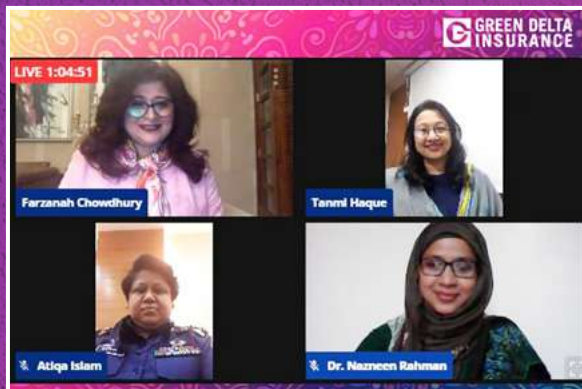 GREEN DELTA
INSURANCE
LIVE 1:04:51
Farzanah Chowdhury
Tanmi Haque
Atiqa Islam
Dr. Nazneen Rahman